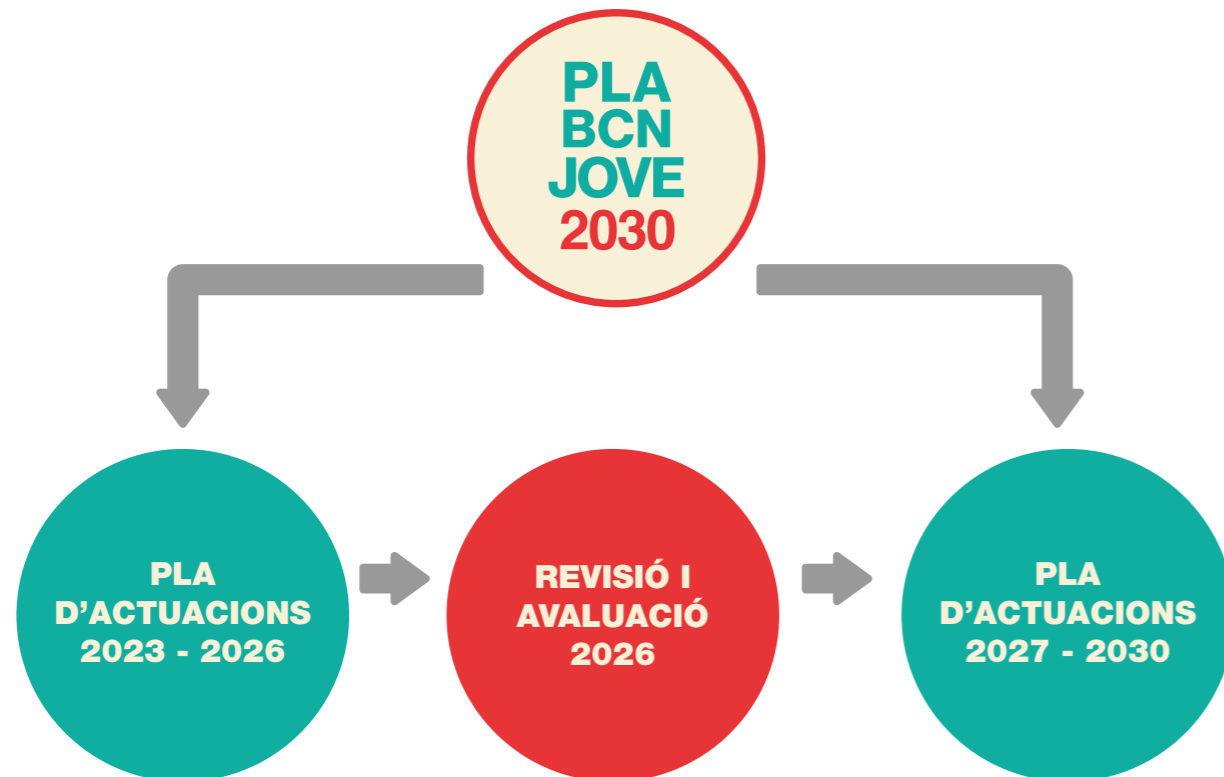 PLA
BCN
JOVE
2030
PLA
D’ACTUACIONS
2023 - 2026
REVISIÓ I
AVALUACIÓ
2026
PLA
D’ACTUACIONS
2027 - 2030